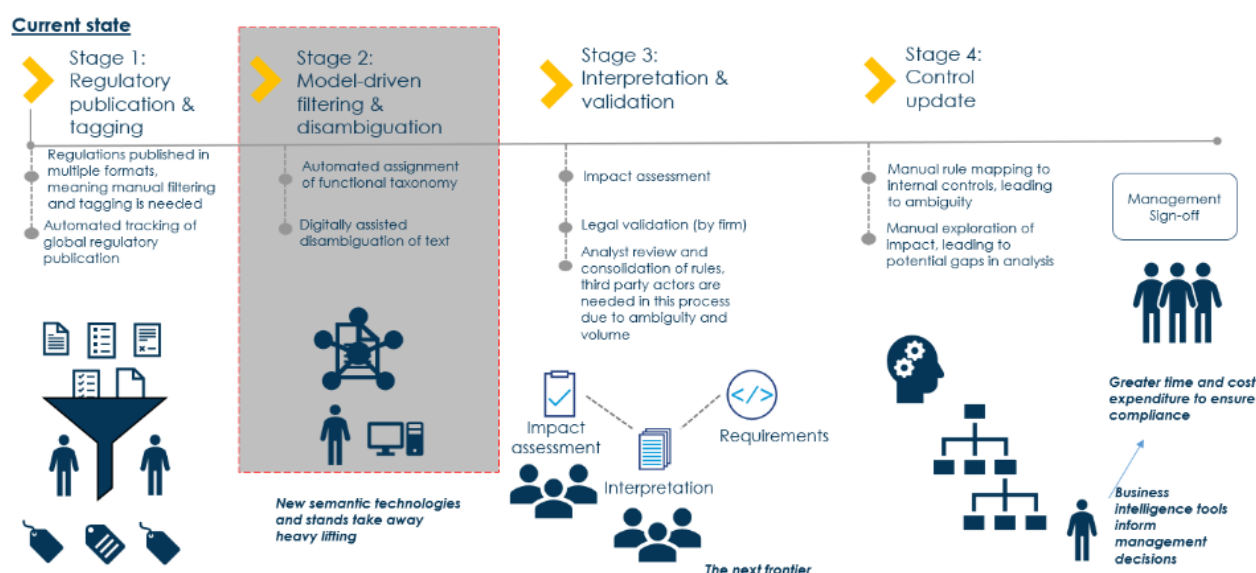 Current state
Stage 1:
Regulatory
publication &
tagging
Regulations published in
multiple formats,
meaning manual filtering
and tagging is needed
Automated tracking of
global regulatory
publication
Stage 2:
Model-driven
filtering &
disambiguation
Automated assignment
of functional taxonomy
Digitally assisted
disambiguation of text
New semantic technologies
and stands take away
heavy lifting
Stage 3:
Interpretation &
validation
Impact assessment
Legal validation (by firm)
Analyst review and
consolidation of rules,
third party actors are
needed in this process
due to ambiguity and
volume
Impact
assessment
</>
Requirements
Interpretation
The next frontier
Stage 4:
Control
update
Manual rule mapping to
internal controls, leading
to ambiguity
Manual exploration of
impact, leading to
potential gaps in analysis
Management
Sign-off
Greater time and cost
expenditure to ensure
compliance
Business
intelligence tools
inform
management
decisions